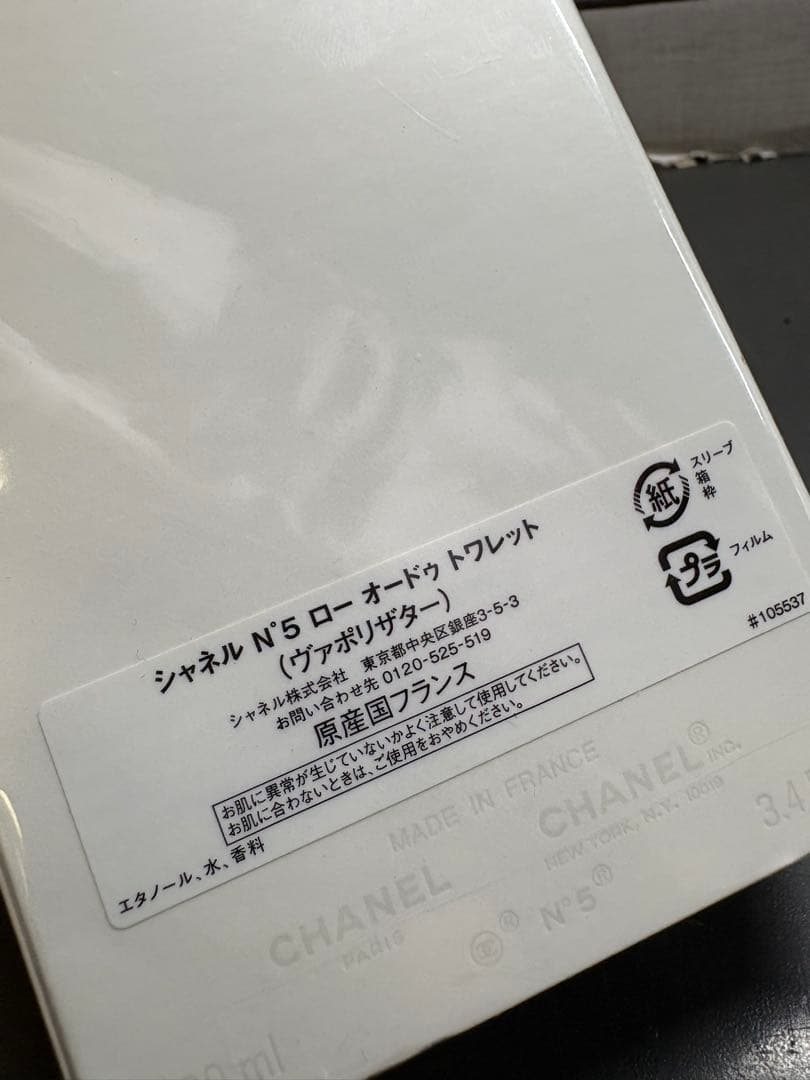 シャネル N°5 ロー オードゥ トワレット
(ヴァポリザター)
シャネル株式会社 東京都中央区銀座3-5-3
お問い合わせ先 0120-525-519
原産国フランス
お肌に異常が生じていないかよく注意して使用してください。
お肌に合わないときは、ご使用をおやめください。
エタノール、水、香料
紙
スリーブ
箱
枠
プラ
フィルム
#105537
MADE IN FRANCE
CHANEL
PARIS
CHANEL®
INC.
NEW YORK, N.Y. 10019
® N°5®
3.4
ml